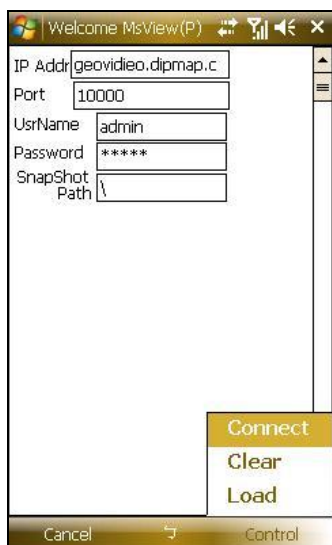 Welcome MsView(P)
IP Addr geovidieo.dipmap.c
Port 10000
UsrName admin
Password *****
SnapShot
Path \
Connect
Clear
Load
Cancel Control